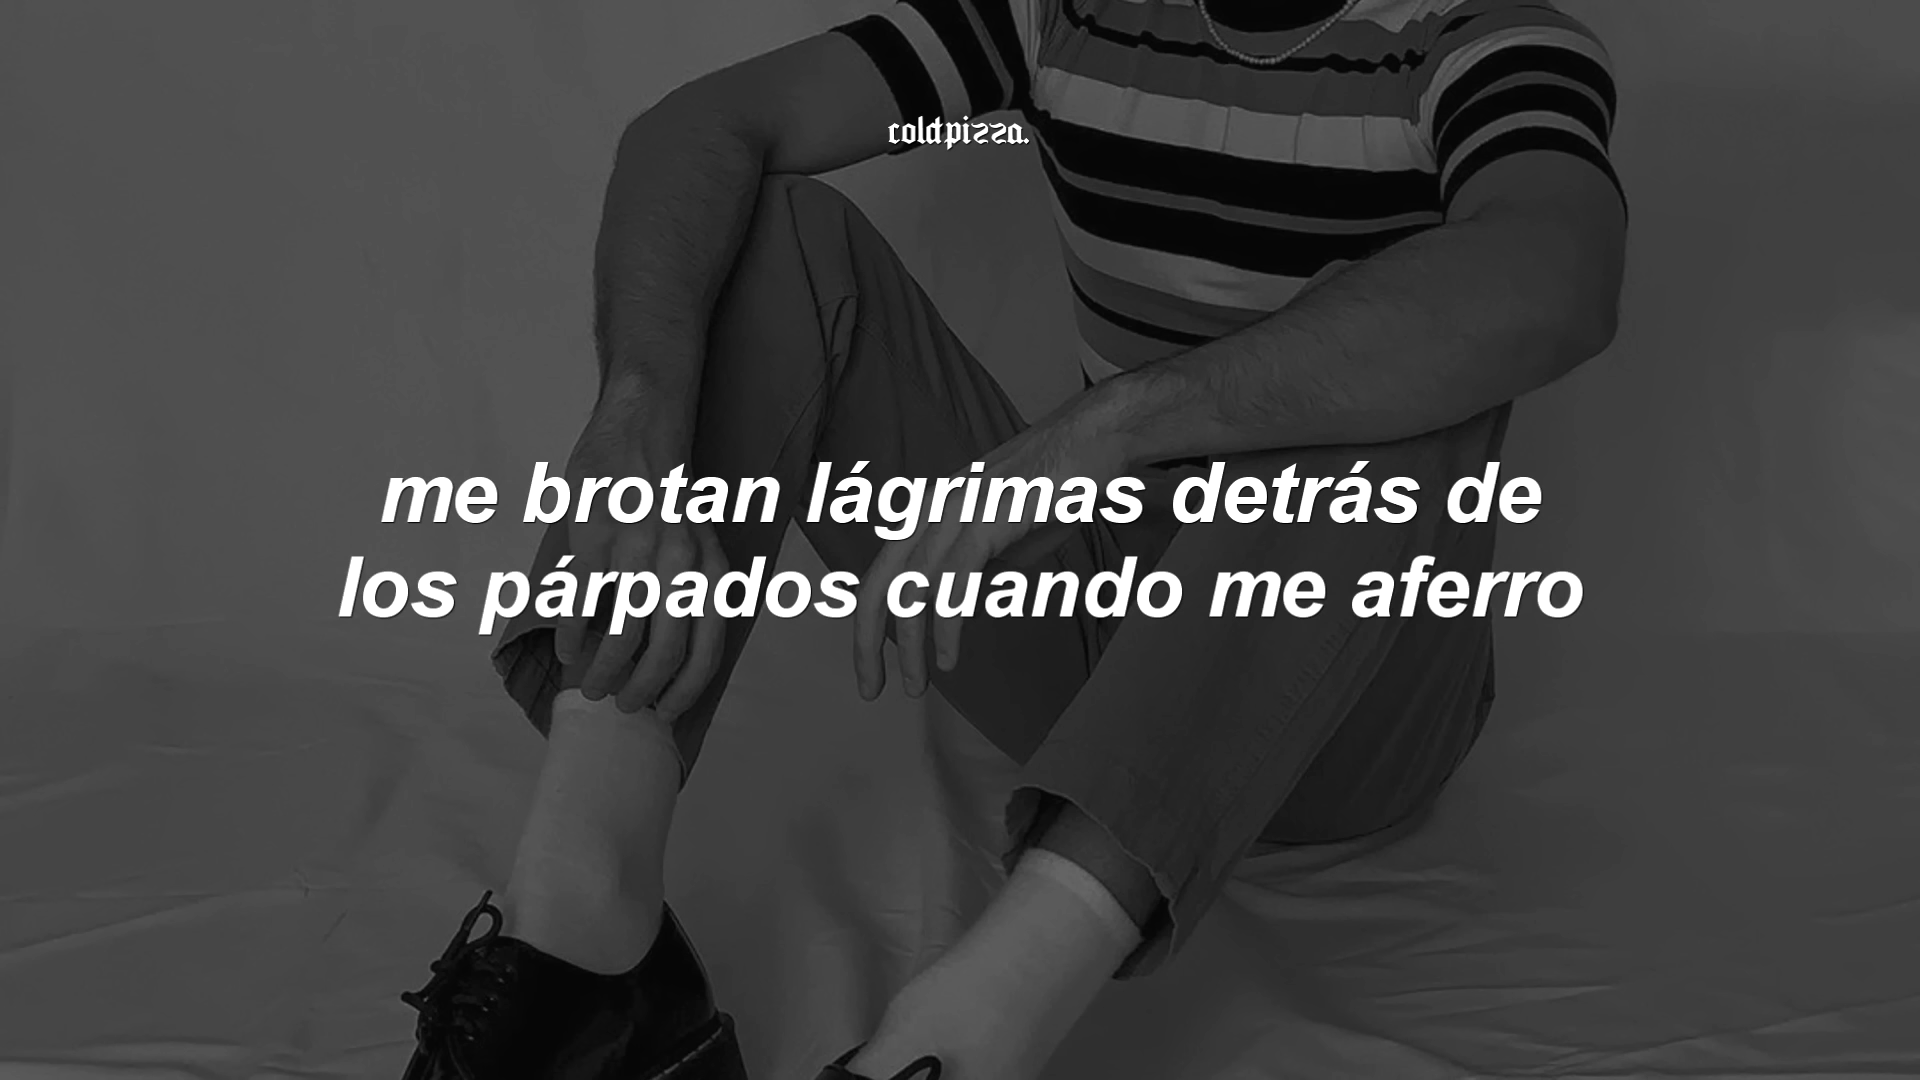 coldpizza.
me brotan lágrimas detrás de
los párpados cuando me aferro